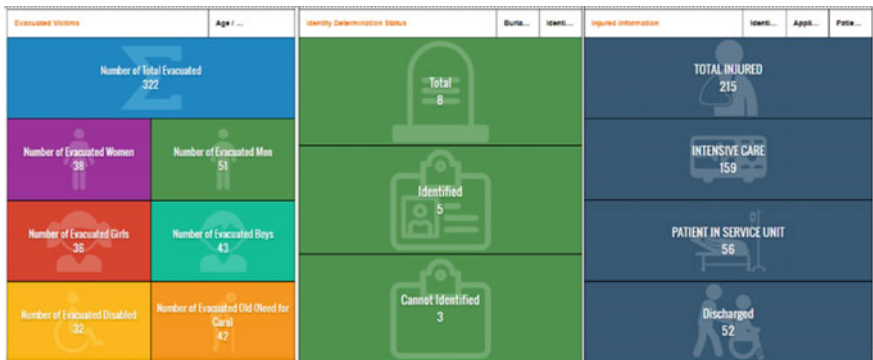 Evacuated Victims
Age / ...
Identity Determination Status
Buria...
Identi...
Injured Information
Identi...
Appli...
Patie...
Number of Total Evacuated
322
Number of Evacuated Women
38
Number of Evacuated Men
51
Number of Evacuated Girls
36
Number of Evacuated Boys
43
Number of Evacuated Disabled
32
Number of Evacuated Old (Need for
Care)
42
Total
8
Identified
5
Cannot Identified
3
TOTAL INJURED
215
INTENSIVE CARE
159
PATIENT IN SERVICE UNIT
56
Discharged
52